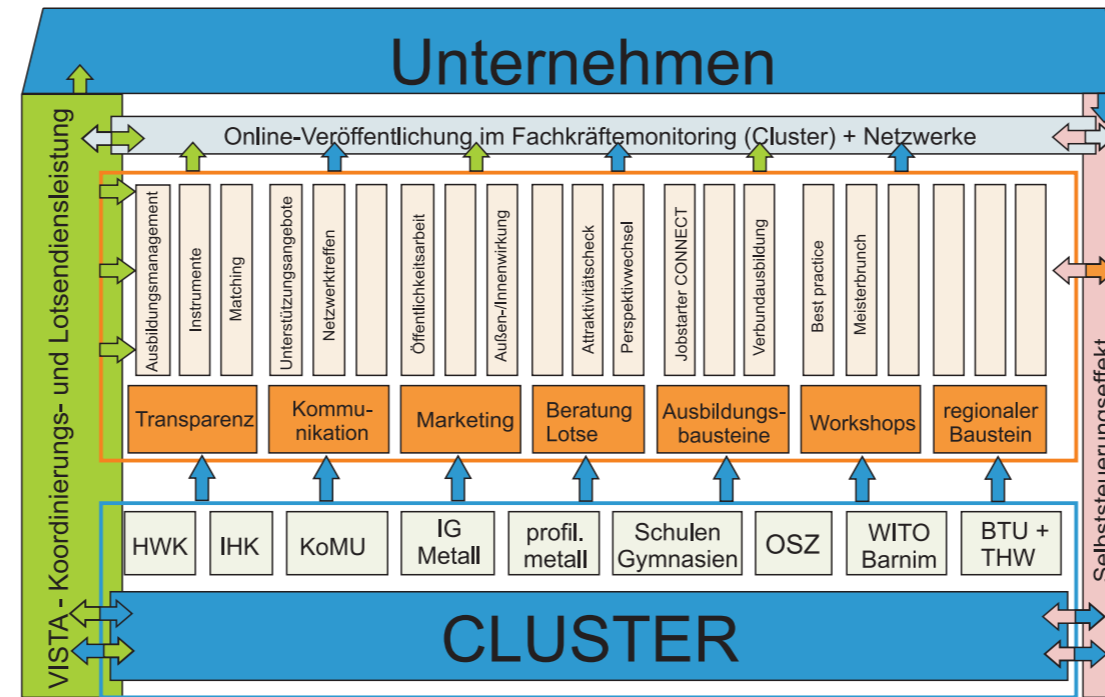 Unternehmen
Online-Veröffentlichung im Fachkräftemonitoring (Cluster) + Netzwerke
VISTA - Koordinierungs- und Lotsendiensleistung
Ausbildungsmanagement
Instrumente
Matching
Unterstützungsangebote
Netzwerktreffen
Öffentlichkeitsarbeit
Außen-/Innenwirkung
Attraktivitätscheck
Perspektivwechsel
Jobstarter CONNECT
Verbundausbildung
Best practice
Meisterbrunch
Selbststeuerungseffekt
Transparenz
Kommu-
nikation
Marketing
Beratung
Lotse
Ausbildungs-
bausteine
Workshops
regionaler
Baustein
HWK
IHK
KoMU
IG
Metall
profil.
metall
Schulen
Gymnasien
OSZ
WITO
Barnim
BTU +
THW
CLUSTER